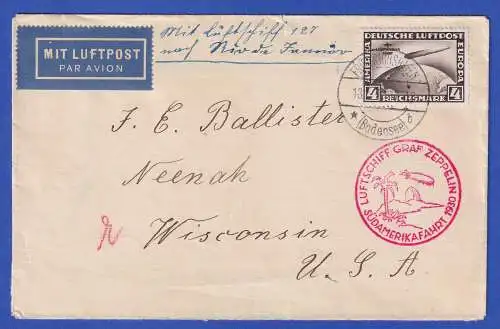 MIT LUFTPOST
PAR AVION
Mit Luftschiff 127
nach Rio de Janeiro
DEUTSCHE LUFTPOST
AMERIKA
EUROPA
4 REICHSMARK 4
(Bodensee)
F. E. Ballister
Neenah
Wisconsin
U. S. A
LUFTSCHIFF GRAF ZEPPELIN
SÜDAMERIKAFAHRT 1930